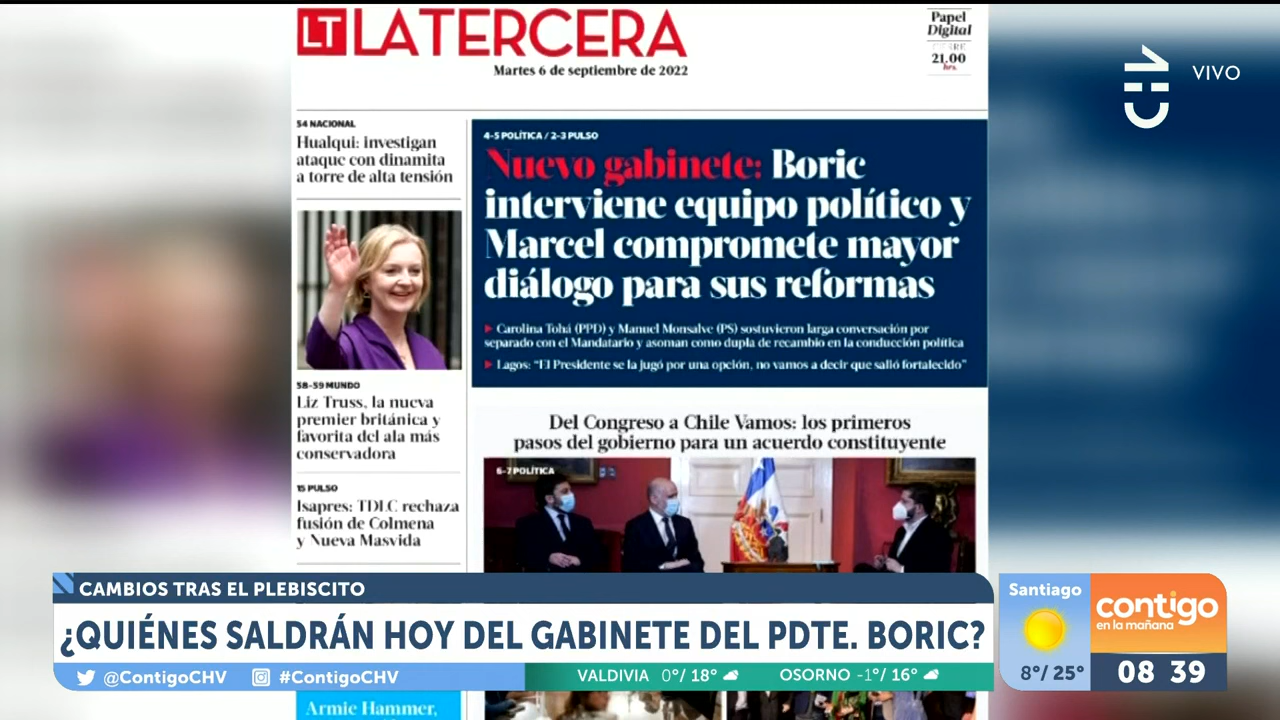 LT LATERCERA
Martes 6 de septiembre de 2022
Papel
Digital
21.00
hrs.
CHV
VIVO
54 NACIONAL
Hualqui: investigan
ataque con dinamita
a torre de alta tensión
58-59 MUNDO
Liz Truss, la nueva
premier británica y
favorita del ala más
conservadora
15 PULSO
Isapres: TDLC rechaza
fusión de Colmena
y Nueva Masvida
4-5 POLÍTICA / 2-3 PULSO
Nuevo gabinete: Boric
interviene equipo político y
Marcel compromete mayor
diálogo para sus reformas
Carolina Tohá (PPD) y Manuel Monsalve (PS) sostuvieron larga conversación por
separado con el Mandatario y asoman como dupla de recambio en la conducción política
Lagos: “El Presidente se la jugó por una opción, no vamos a decir que salió fortalecido”
Del Congreso a Chile Vamos: los primeros
pasos del gobierno para un acuerdo constituyente
6-7 POLÍTICA
CAMBIOS TRAS EL PLEBISCITO
¿QUIÉNES SALDRÁN HOY DEL GABINETE DEL PDTE. BORIC?
@ContigoCHV #ContigoCHV
VALDIVIA 0°/ 18° OSORNO -1°/ 16°
Santiago
8°/ 25°
contigo
en la mañana
08 39
Armie Hammer,